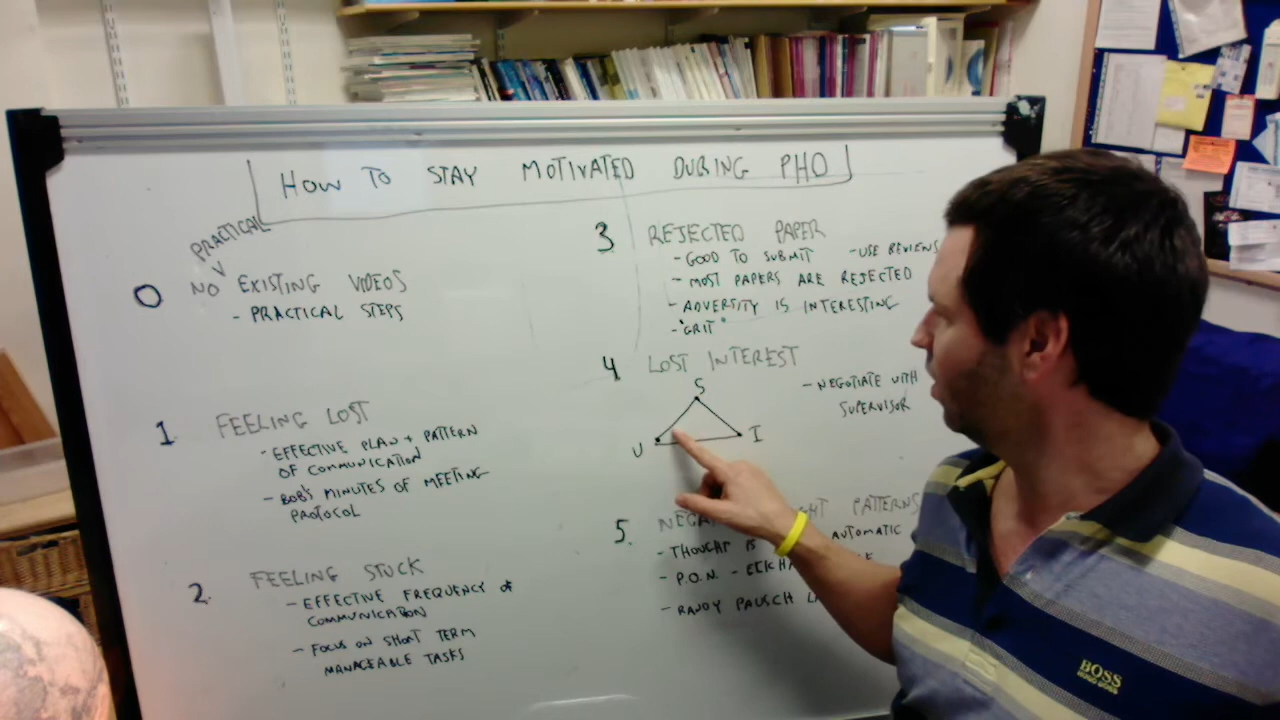 HOW TO STAY MOTIVATED DURING PHD
PRACTICAL
0 NO EXISTING VIDEOS
- PRACTICAL STEPS
1. FEELING LOST
- EFFECTIVE PLAN + PATTERN
OF COMMUNICATION
- BOB'S MINUTES OF MEETING
PROTOCOL
2. FEELING STUCK
- EFFECTIVE FREQUENCY OF
COMMUNICATION
- FOCUS ON SHORT TERM
MANAGEABLE TASKS
3 REJECTED PAPER
- GOOD TO SUBMIT - USE REVIEWS
- MOST PAPERS ARE REJECTED
- ADVERTITY IS INTERESTING
- "GRIT"
4 LOST INTEREST
S
U I
- NEGOTIATE WITH
SUPERVISOR
5. PATTERNS
- THOUGHT IS AUTOMATIC
- P.O.N. -
- RANDY PAUSCH
BOSS
HUGO BOSS